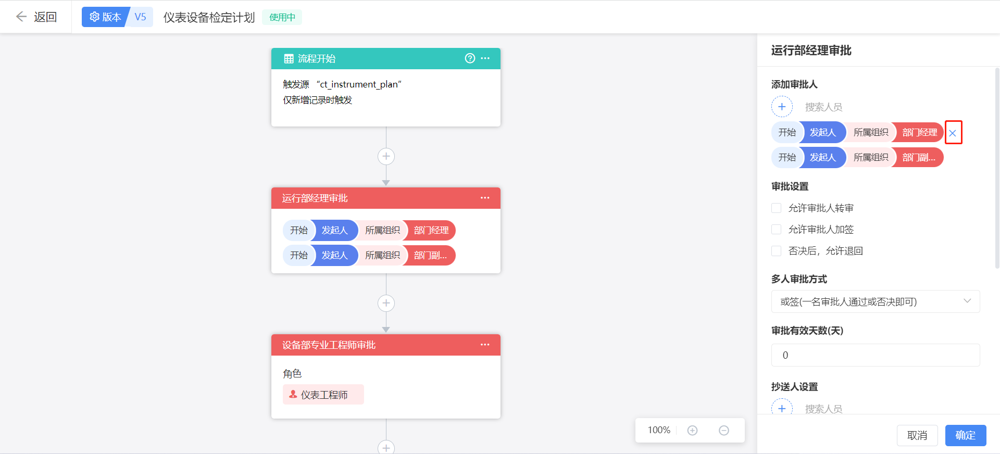 返回
版本 V5
仪表设备检定计划
使用中
流程开始
触发源 “ct_instrument_plan”
仅新增记录时触发
运行部经理审批
开始 发起人 所属组织 部门经理
开始 发起人 所属组织 部门副...
设备部专业工程师审批
角色
仪表工程师
100%
运行部经理审批
添加审批人
搜索人员
开始 发起人 所属组织 部门经理
开始 发起人 所属组织 部门副...
审批设置
允许审批人转审
允许审批人加签
否决后，允许退回
多人审批方式
或签(一名审批人通过或否决即可)
审批有效天数(天)
0
抄送人设置
搜索人员
取消
确定